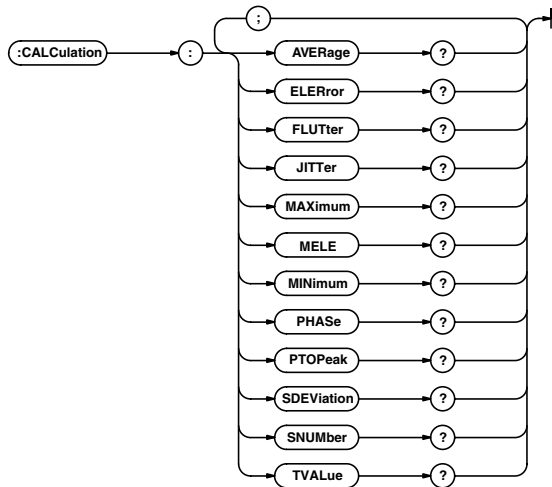 ;
:CALCulation : AVERage ?
ELERror ?
FLUTter ?
JITTer ?
MAXimum ?
MELE ?
MINimum ?
PHASe ?
PTOPeak ?
SDEViation ?
SNUMber ?
TVALue ?